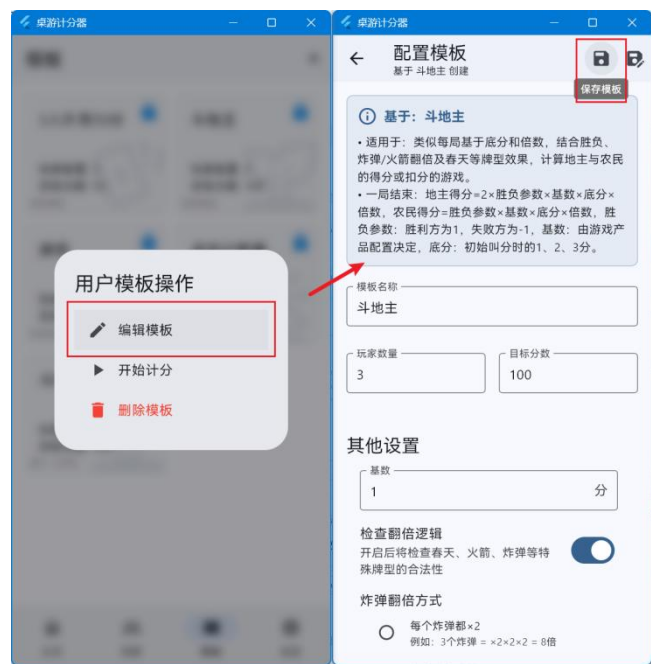 桌游计分器
用户模板操作
编辑模板
开始计分
删除模板
桌游计分器
配置模板
基于 斗地主 创建
保存模板
基于：斗地主
• 适用于：类似每局基于底分和倍数，结合胜负、
炸弹/火箭翻倍及春天等牌型效果，计算地主与农民
的得分或扣分的游戏。
• 一局结束：地主得分=2×胜负参数×基数×底分×
倍数，农民得分=胜负参数×基数×底分×倍数，胜
负参数：胜利方为1，失败方为-1，基数：由游戏产
品配置决定，底分：初始叫分时的1、2、3分。
模板名称
斗地主
玩家数量
3
目标分数
100
其他设置
基数
1
分
检查翻倍逻辑
开启后将检查春天、火箭、炸弹等特
殊牌型的合法性
炸弹翻倍方式
每个炸弹都×2
例如：3个炸弹 = ×2×2×2 = 8倍